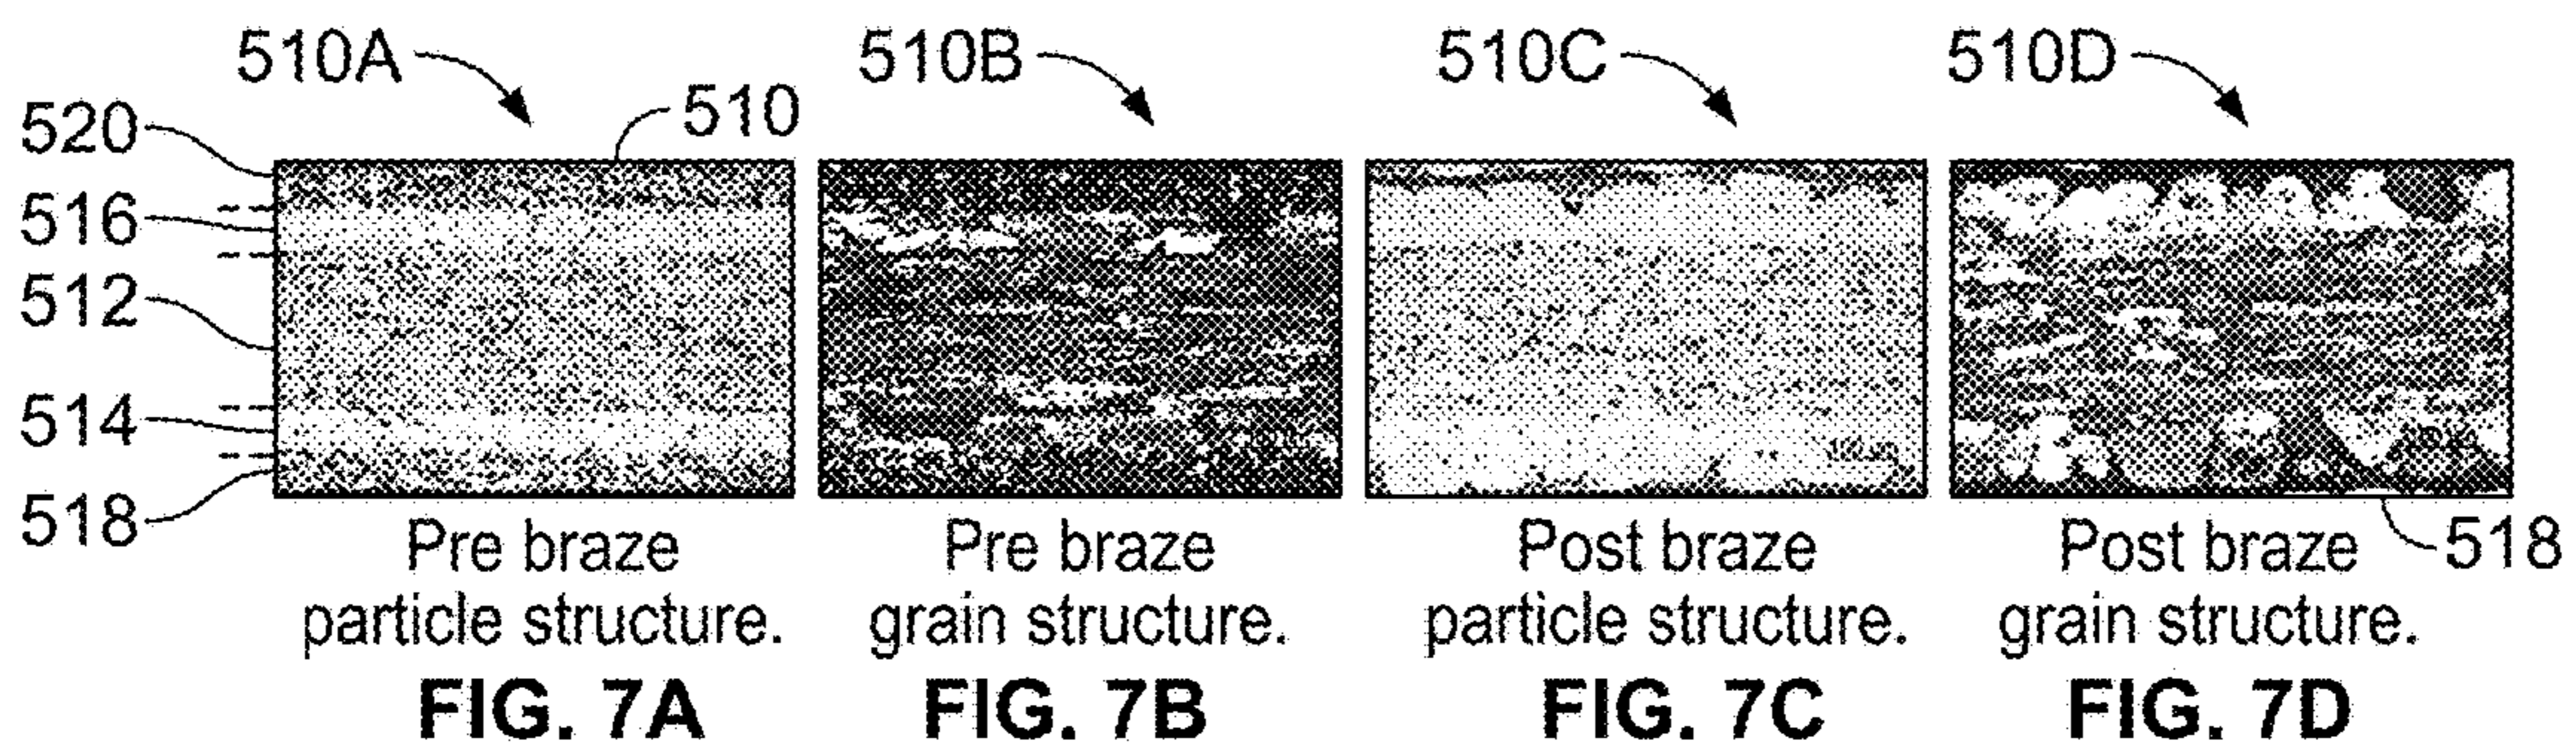 510A
510B
510C
510D
510
520
516
512
514
518
518
Pre braze
particle structure.
FIG. 7A
Pre braze
grain structure.
FIG. 7B
Post braze
particle structure.
FIG. 7C
Post braze
grain structure.
FIG. 7D